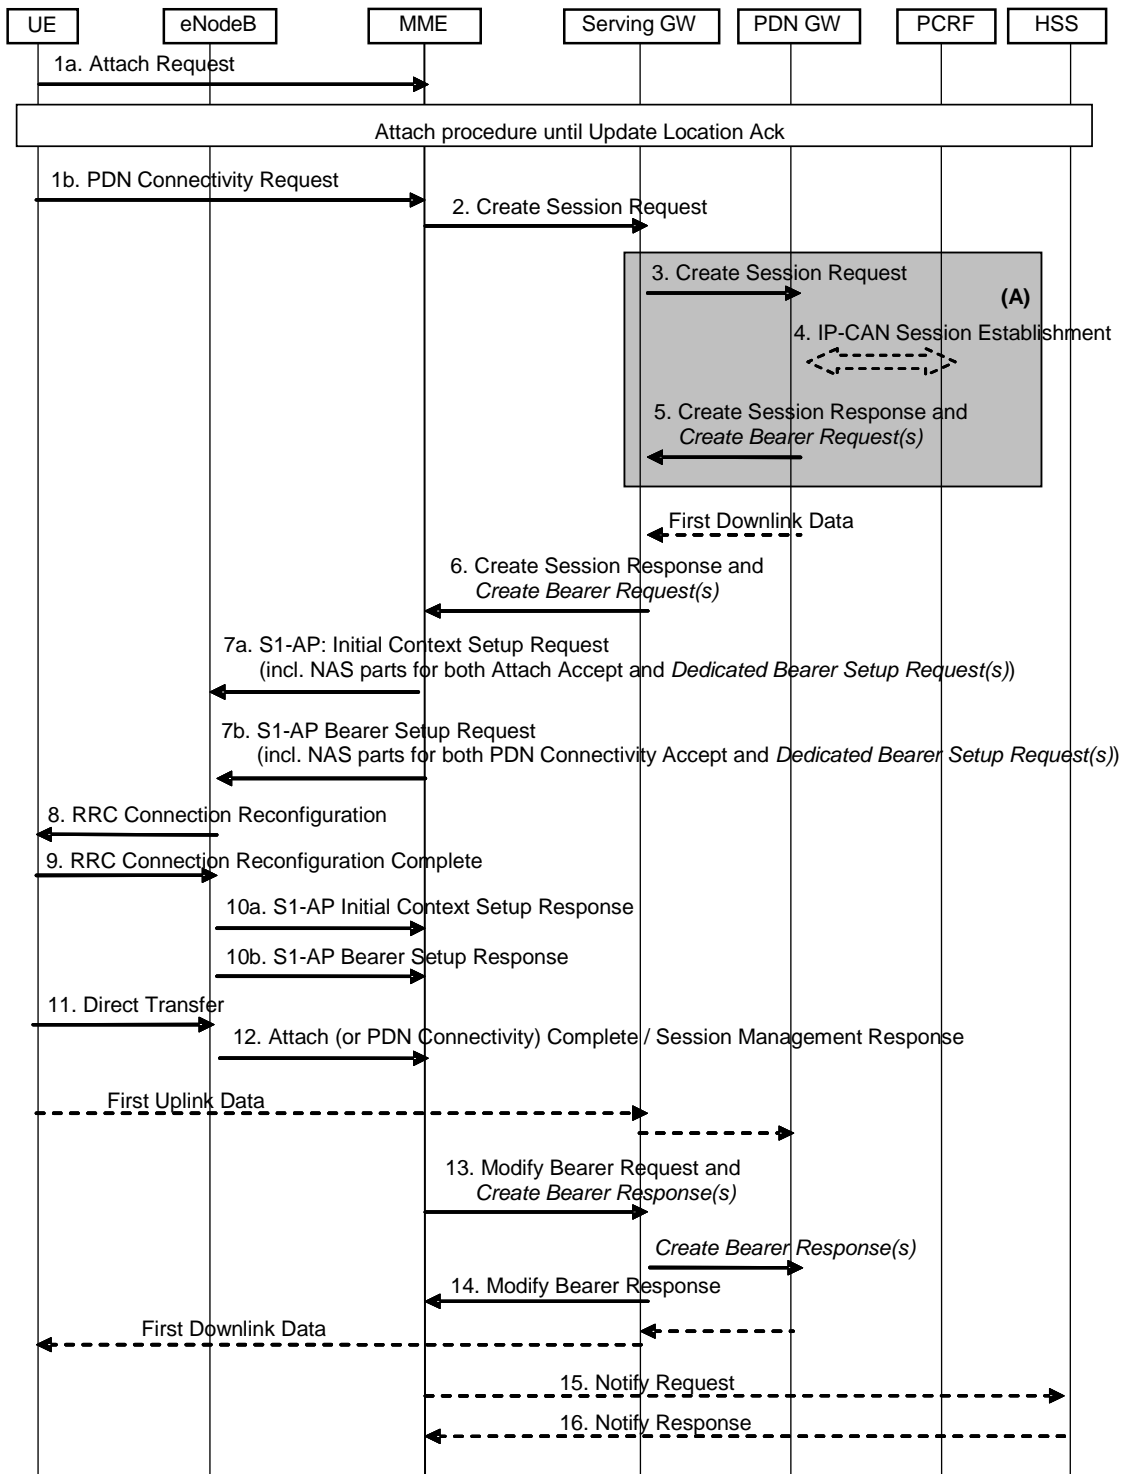 UE
eNodeB
MME
Serving GW
PDN GW
PCRF
HSS
1a. Attach Request
Attach procedure until Update Location Ack
1b. PDN Connectivity Request
2. Create Session Request
3. Create Session Request
(A)
4. IP-CAN Session Establishment
5. Create Session Response and
Create Bearer Request(s)
First Downlink Data
6. Create Session Response and
Create Bearer Request(s)
7a. S1-AP: Initial Context Setup Request
(incl. NAS parts for both Attach Accept and Dedicated Bearer Setup Request(s))
7b. S1-AP Bearer Setup Request
(incl. NAS parts for both PDN Connectivity Accept and Dedicated Bearer Setup Request(s))
8. RRC Connection Reconfiguration
9. RRC Connection Reconfiguration Complete
10a. S1-AP Initial Context Setup Response
10b. S1-AP Bearer Setup Response
11. Direct Transfer
12. Attach (or PDN Connectivity) Complete / Session Management Response
First Uplink Data
13. Modify Bearer Request and
Create Bearer Response(s)
Create Bearer Response(s)
14. Modify Bearer Response
First Downlink Data
15. Notify Request
16. Notify Response